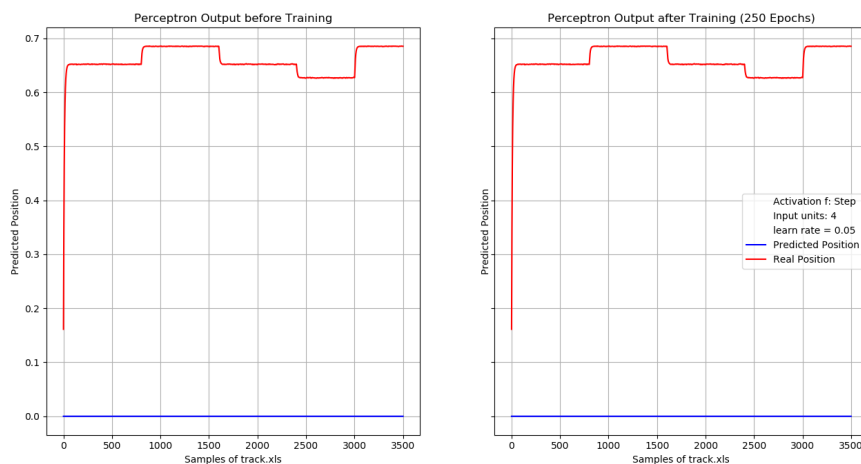 Perceptron Output before Training
Perceptron Output after Training (250 Epochs)
0.7
0.6
0.5
0.4
0.3
0.2
0.1
0.0
Predicted Position
Predicted Position
Activation f: Step
Input units: 4
learn rate = 0.05
Predicted Position
Real Position
0 500 1000 1500 2000 2500 3000 3500
0 500 1000 1500 2000 2500 3000 3500
Samples of track.xls
Samples of track.xls